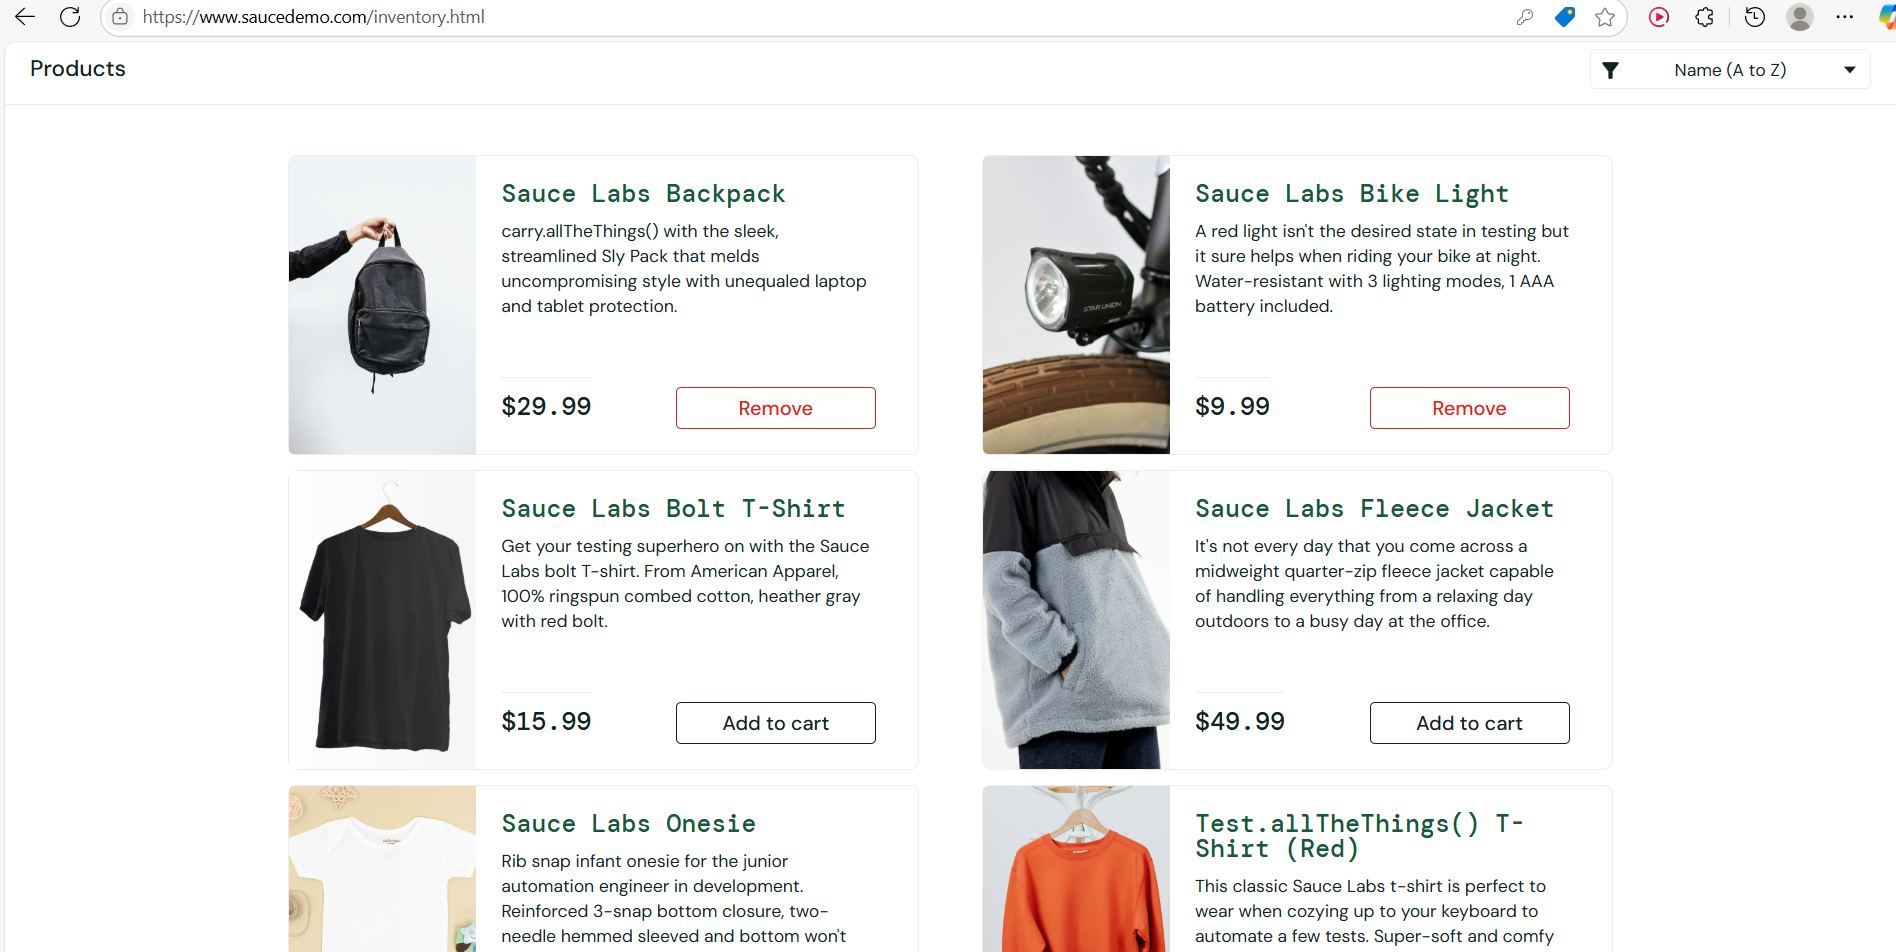 https://www.saucedemo.com/inventory.html
Products
Name (A to Z)
Sauce Labs Backpack
carry.allTheThings() with the sleek,
streamlined Sly Pack that melds
uncompromising style with unequaled laptop
and tablet protection.
$29.99
Remove
Sauce Labs Bike Light
A red light isn't the desired state in testing but
it sure helps when riding your bike at night.
Water-resistant with 3 lighting modes, 1 AAA
battery included.
STAR UNION
$9.99
Remove
Sauce Labs Bolt T-Shirt
Get your testing superhero on with the Sauce
Labs bolt T-shirt. From American Apparel,
100% ringspun combed cotton, heather gray
with red bolt.
$15.99
Add to cart
Sauce Labs Fleece Jacket
It's not every day that you come across a
midweight quarter-zip fleece jacket capable
of handling everything from a relaxing day
outdoors to a busy day at the office.
$49.99
Add to cart
Sauce Labs Onesie
Rib snap infant onesie for the junior
automation engineer in development.
Reinforced 3-snap bottom closure, two-
needle hemmed sleeved and bottom won't
Test.allTheThings() T-
Shirt (Red)
This classic Sauce Labs t-shirt is perfect to
wear when cozying up to your keyboard to
automate a few tests. Super-soft and comfy